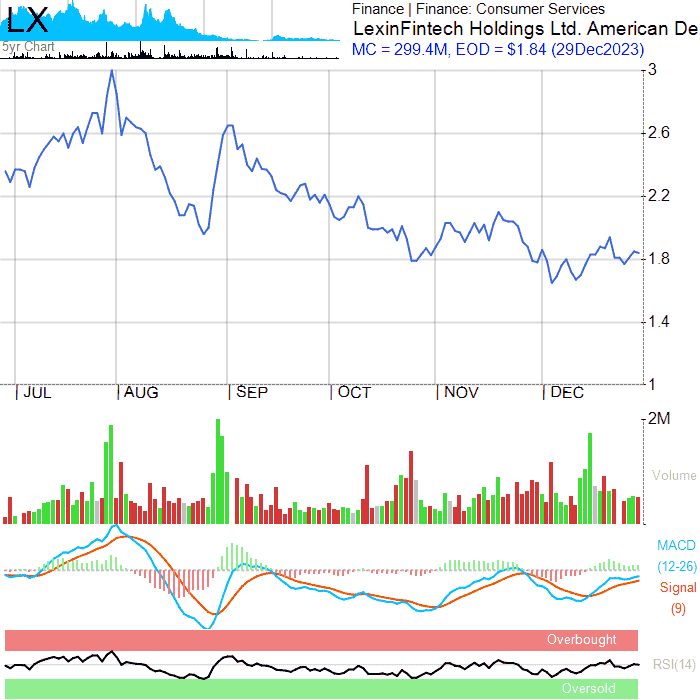 LX
5yr Chart
Finance | Finance: Consumer Services
LexinFintech Holdings Ltd. American De
MC = 299.4M, EOD = $1.84 (29Dec2023)
3
2.6
2.2
1.8
1.4
1
JUL
AUG
SEP
OCT
NOV
DEC
2M
Volume
MACD
(12-26)
Signal
(9)
Overbought
RSI(14)
Oversold